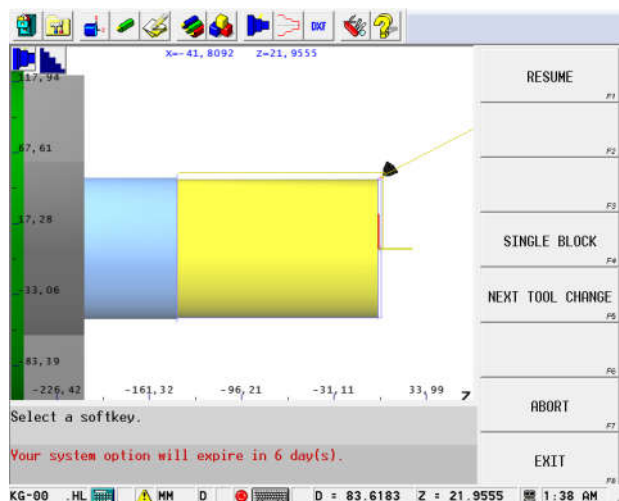 DXF
X=-41,8092 Z=21,9555
117,94
67,61
17,28
-33,06
-83,19
-226,42 -161,32 -96,21 -31,11 33,99 Z
RESUME
F1
F2
F3
SINGLE BLOCK
F4
NEXT TOOL CHANGE
F5
F6
ABORT
F7
EXIT
F8
Select a softkey.
Your system option will expire in 6 day(s).
KG-00 .HL MM D D = 83.6183 Z = 21.9555 1:38 AM